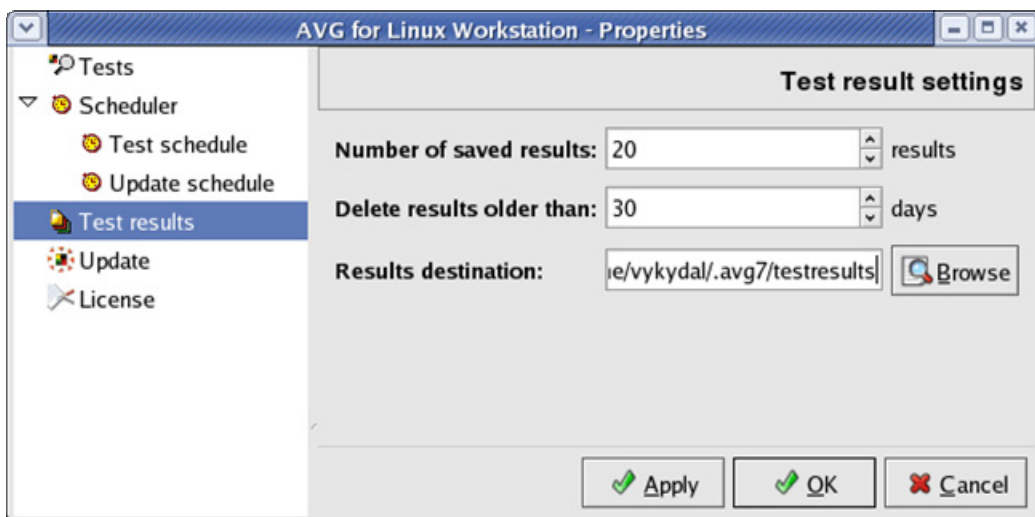 AVG for Linux Workstation - Properties
Tests
Scheduler
Test schedule
Update schedule
Test results
Update
License
Test result settings
Number of saved results: 20 results
Delete results older than: 30 days
Results destination: e/vykydal/.avg7/testresults Browse
Apply OK Cancel